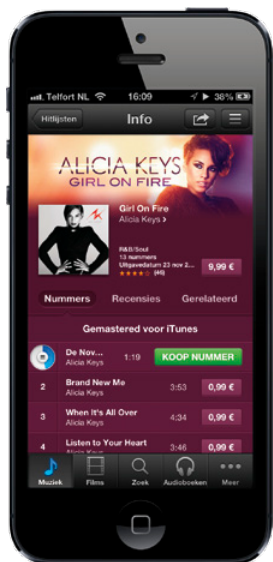 Telfort NL 16:09 38%
Hitlijsten Info
ALICIA KEYS
GIRL ON FIRE
Girl On Fire
Alicia Keys >
R&B/Soul
13 nummers
Uitgavedatum 23 nov 2...
★★★★☆ (46)
9,99 €
Nummers Recensies Gerelateerd
Gemastered voor iTunes
De Nov... 1:19 KOOP NUMMER
Alicia Keys
2 Brand New Me 3:53 0,99 €
Alicia Keys
3 When It's All Over 4:34 0,99 €
Alicia Keys
4 Listen to Your Heart 3:46 0,99 €
Alicia Keys
Muziek Films Zoek Audioboeken Meer